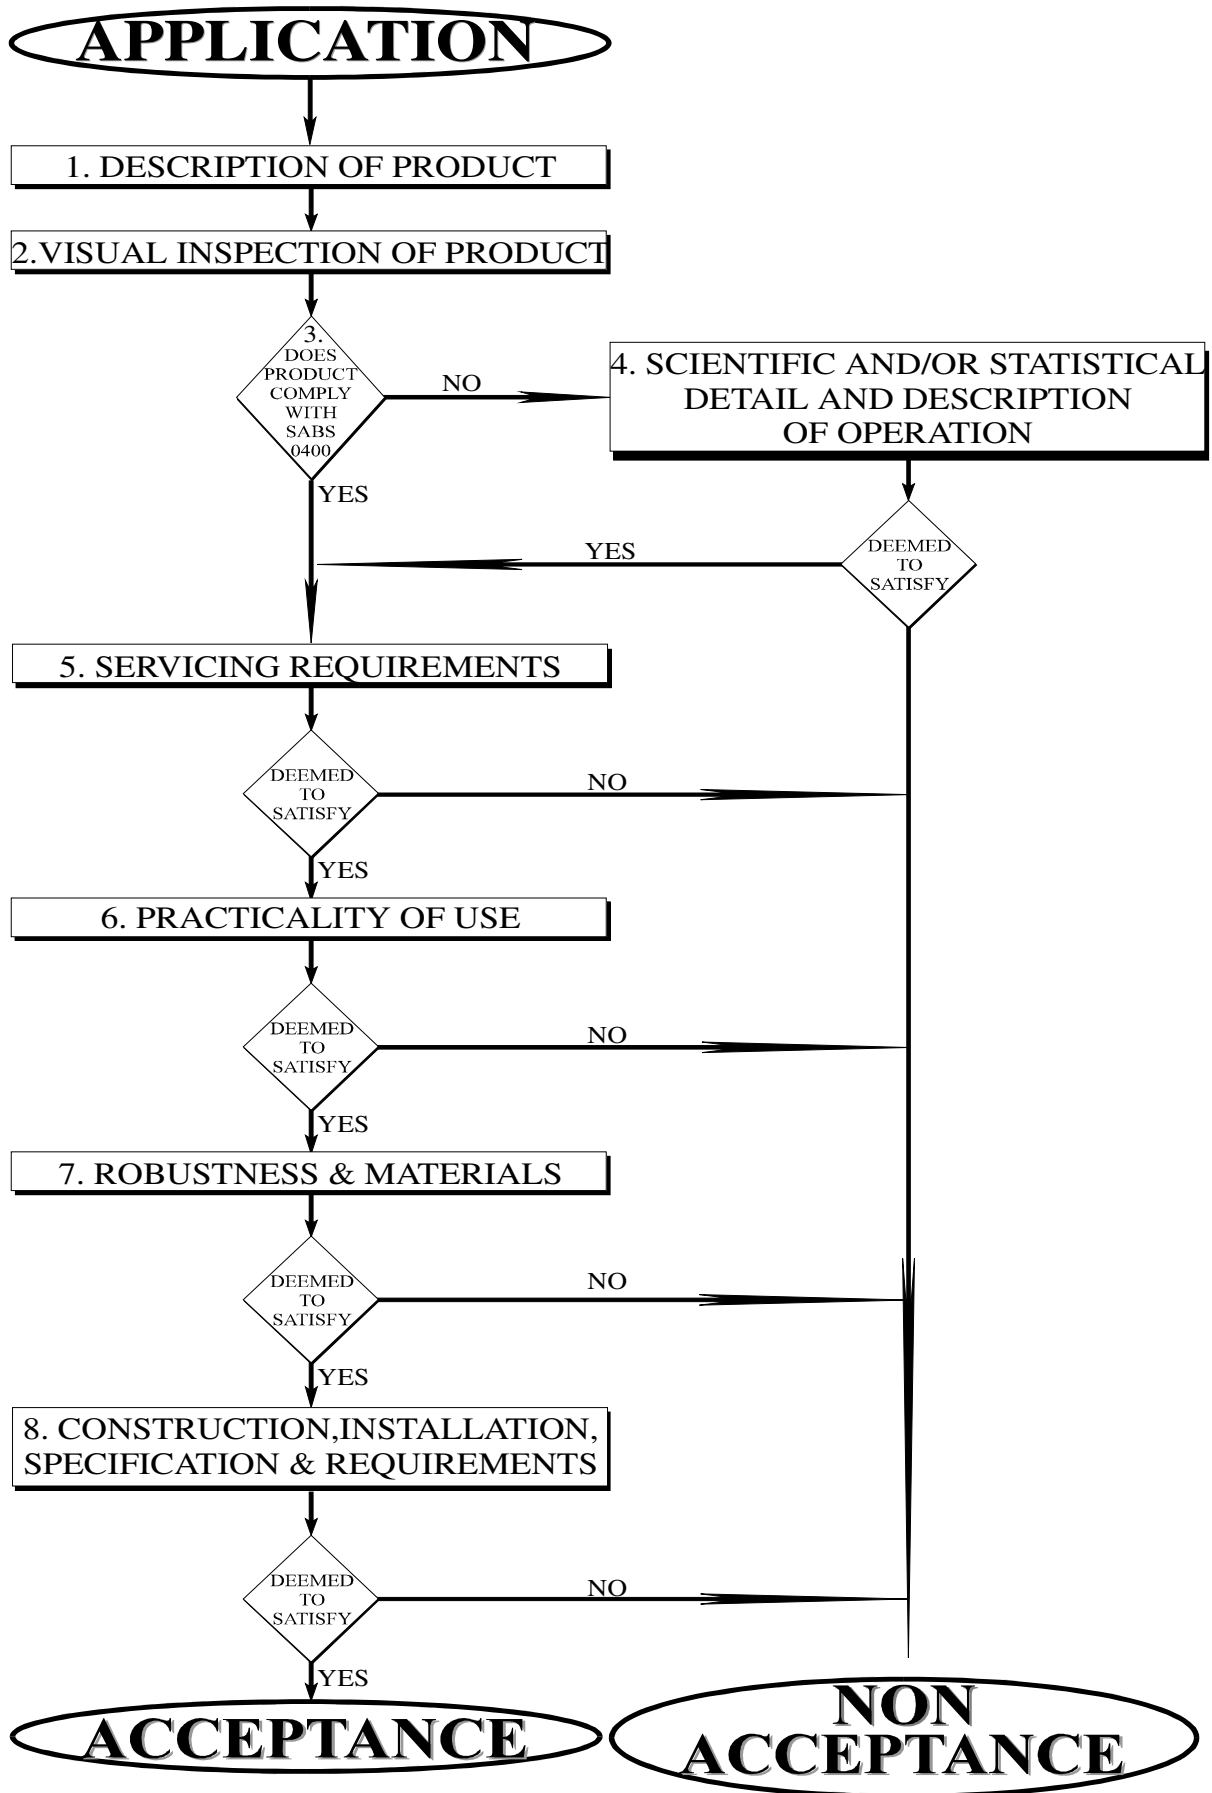 APPLICATION
1. DESCRIPTION OF PRODUCT
2.VISUAL INSPECTION OF PRODUCT
3.
DOES
PRODUCT
COMPLY
WITH
SABS
0400
NO
4. SCIENTIFIC AND/OR STATISTICAL
DETAIL AND DESCRIPTION
OF OPERATION
YES
DEEMED
TO
SATISFY
YES
5. SERVICING REQUIREMENTS
DEEMED
TO
SATISFY
NO
YES
6. PRACTICALITY OF USE
DEEMED
TO
SATISFY
NO
YES
7. ROBUSTNESS & MATERIALS
DEEMED
TO
SATISFY
NO
YES
8. CONSTRUCTION,INSTALLATION,
SPECIFICATION & REQUIREMENTS
DEEMED
TO
SATISFY
NO
YES
ACCEPTANCE
NON
ACCEPTANCE